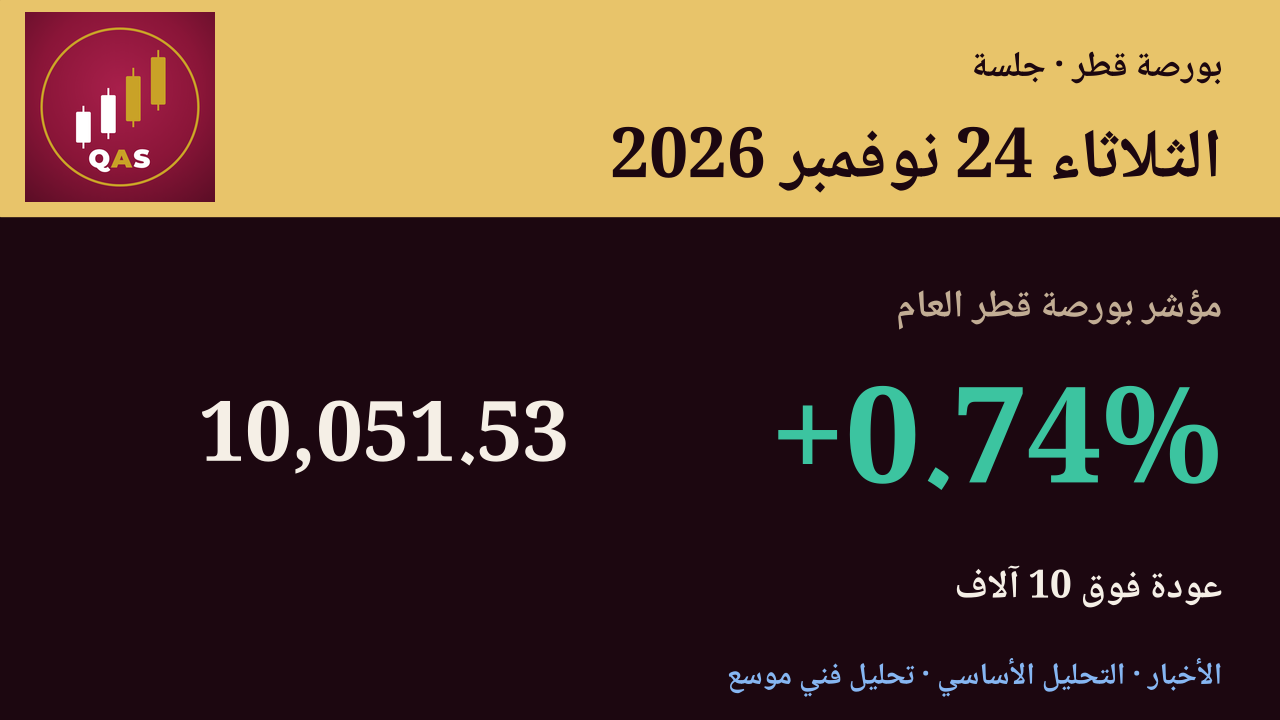 بورصة قطر · جلسة
الثلاثاء 24 نوفمبر 2026
QAS
مؤشر بورصة قطر العام
+0.74%
10,051.53
عودة فوق 10 آلاف
الأخبار · التحليل الأساسي · تحليل فني موسع